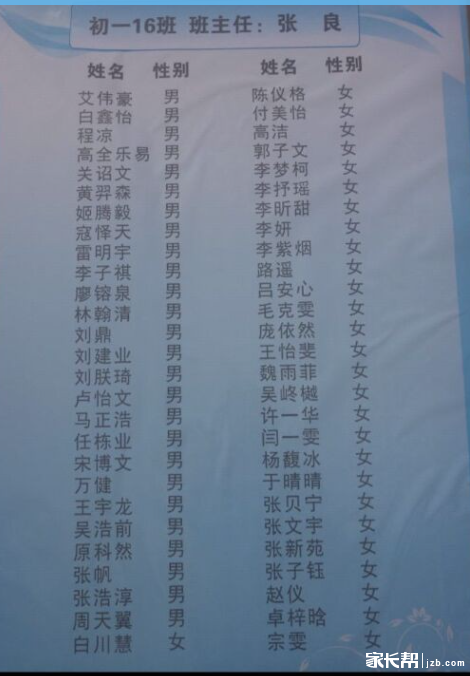 初一16班 班主任：张 良
姓名 性别 姓名 性别
艾伟豪 男 陈仪格 女
白鑫怡 男 付美怡 女
程凉 男 高洁 女
高全乐易 男 郭子文 女
关诏文 男 李梦柯 女
黄羿森 男 李抒瑶 女
姬腾毅 男 李昕甜 女
寇怿天 男 李妍 女
雷明宇 男 李紫烟 女
李子祺 男 路遥 女
廖镕泉 男 吕安心 女
林翰清 男 毛克雯 女
刘鼎 男 庞依然 女
刘建业 男 王怡斐 女
刘朕琦 男 魏雨菲 女
卢怡文 男 吴峂樾 女
马正浩 男 许一华 女
任栋业 男 闫一雯 女
宋博文 男 杨馥冰 女
万健 男 于晴晴 女
王宇龙 男 张贝宁 女
吴浩前 男 张文宇 女
原科然 男 张新苑 女
张帆 男 张子钰 女
张浩淳 男 赵仪 女
周天翼 男 卓梓晗 女
白川慧 女 宗雯 女
家长帮 jzb.com